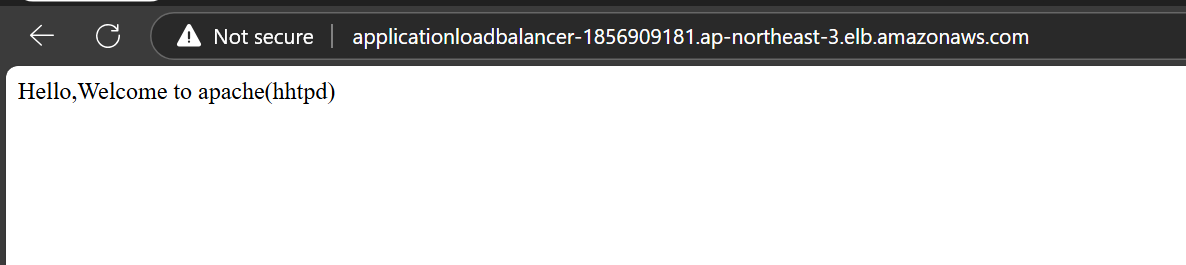 Not secure applicationloadbalancer-1856909181.ap-northeast-3.elb.amazonaws.com
Hello,Welcome to apache(hhtpd)